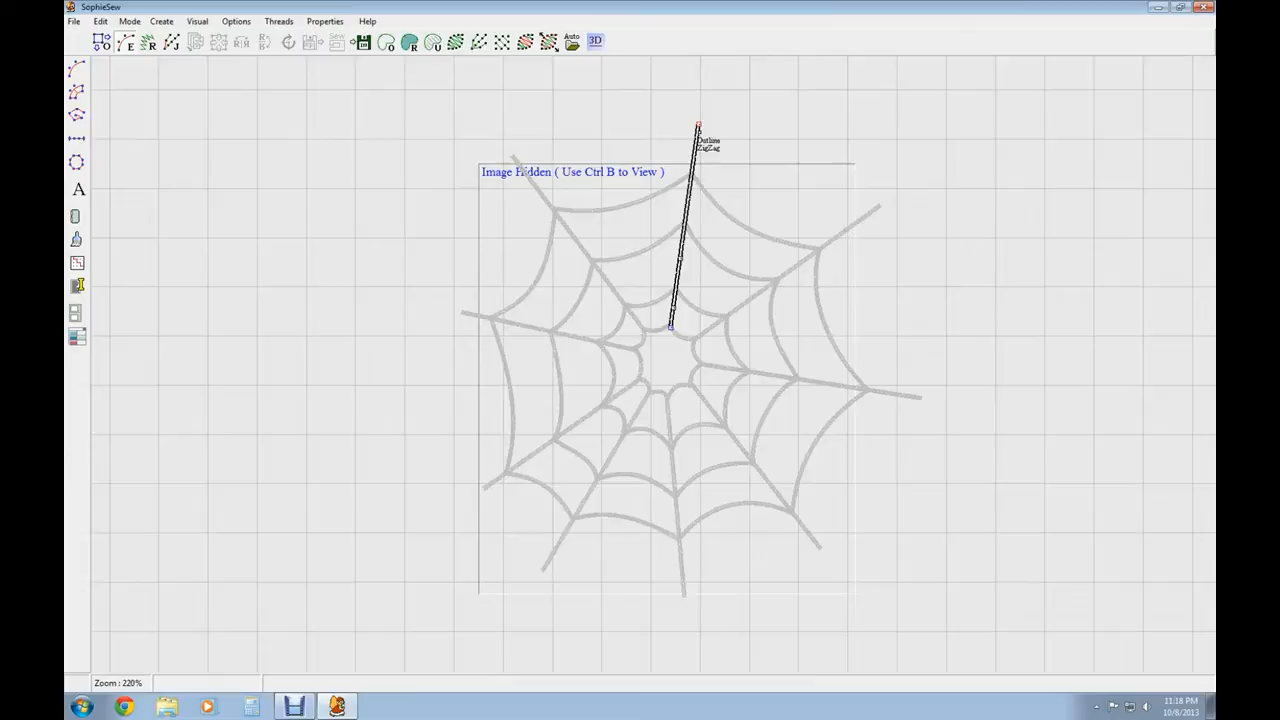 SophieSew
File Edit Mode Create Visual Options Threads Properties Help
O E R J Sew O R U Auto 3D
Outline
ZigZag
Image Hidden ( Use Ctrl B to View )
A
Zoom : 220%
11:18 PM
10/8/2013